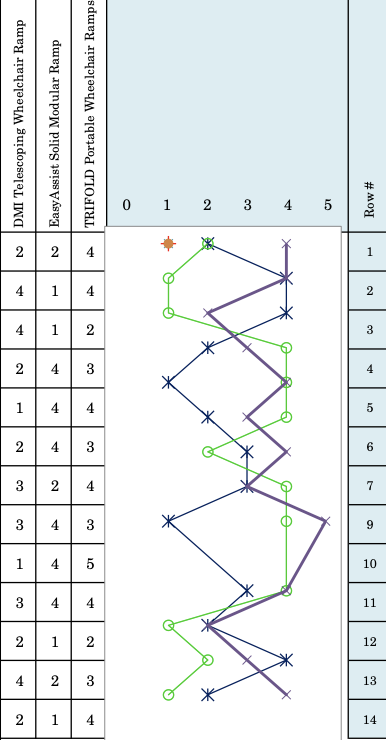 DMI Telescoping Wheelchair Ramp
EasyAssist Solid Modular Ramp
TRIFOLD Portable Wheelchair Ramps
0 1 2 3 4 5
Row #
2 2 4 1
4 1 4 2
4 1 2 3
2 4 3 4
1 4 4 5
2 4 3 6
3 2 4 7
3 4 3 9
1 4 5 10
3 4 4 11
2 1 2 12
4 2 3 13
2 1 4 14